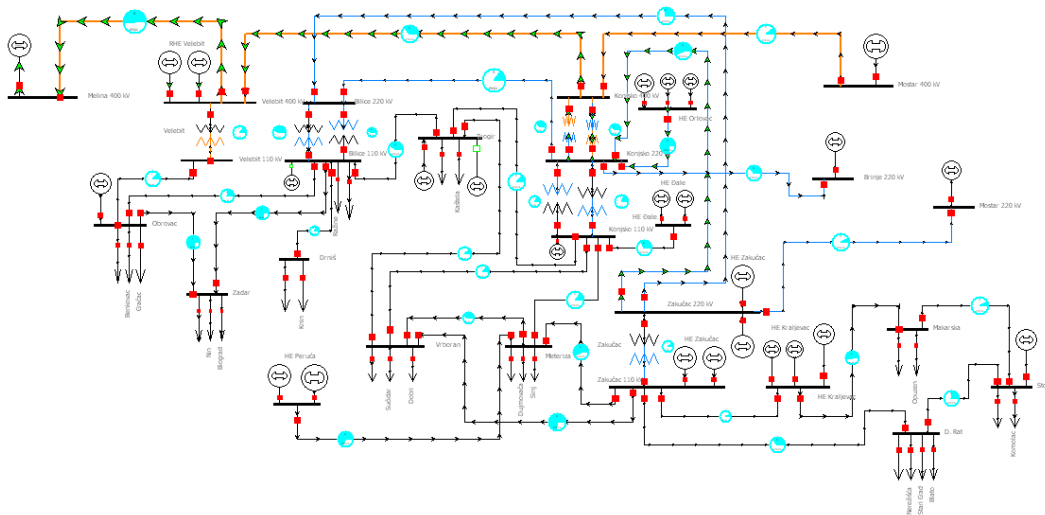 RHE Velebit
Melina 400 kV
Velebit 400 kV
Bilice 220 kV
Konjsko 400 kV
Mostar 400 kV
HE Orlovac
Velebit
Trogir
Velebit 110 kV
Bilice 110 kV
Konjsko 220 kV
Brinje 220 kV
HE Đale
Mostar 220 kV
Kaštela
Ražine
HE Đale
Obrovac
Konjsko 110 kV
Drniš
HE Zakučac
Benkovac
Gračac
Zadar
Zakučac 220 kV
Knin
HE Kraljevac
Makarska
Zakučac
HE Zakučac
Nin
Biograd
Vrboran
Meterize
HE Peruća
Zakučac 110 kV
Sto
Sućidar
Dobri
Dujmovača
Sinj
HE Kraljevac
Opuzen
D. Rat
Komolac
Nerežišća
Stari Grad
Blato